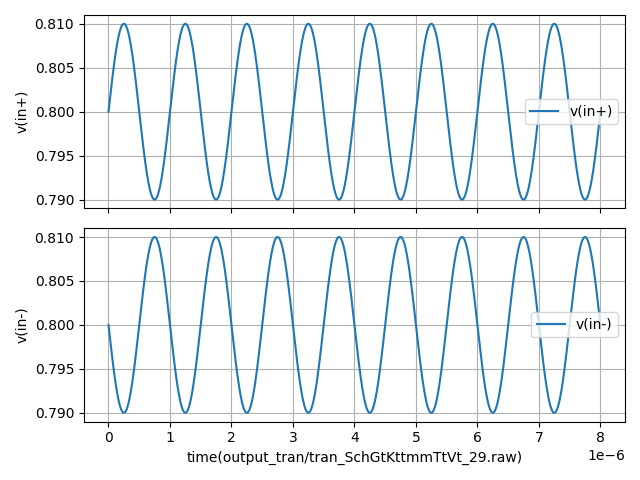 0.810
0.805
0.800
0.795
0.790
v(in+)
v(in+)
0.810
0.805
0.800
0.795
0.790
v(in-)
v(in-)
0 1 2 3 4 5 6 7 8
1e−6
time(output_tran/tran_SchGtKttmmTtVt_29.raw)